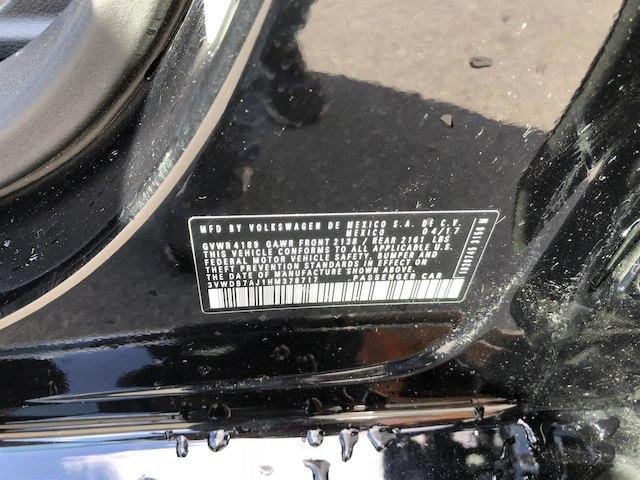 MFD BY VOLKSWAGEN DE MEXICO S.A. DE C.V.
MEXICO 04/17
GVWR 4189 GAWR FRONT 2138 / REAR 2161 LBS
THIS VEHICLE CONFORMS TO ALL APPLICABLE U.S.
FEDERAL MOTOR VEHICLE SAFETY, BUMPER AND
THEFT PREVENTION STANDARDS IN EFFECT ON
THE DATE OF MANUFACTURE SHOWN ABOVE.
3VWDB7AJ1HM378717 PASSENGER CAR